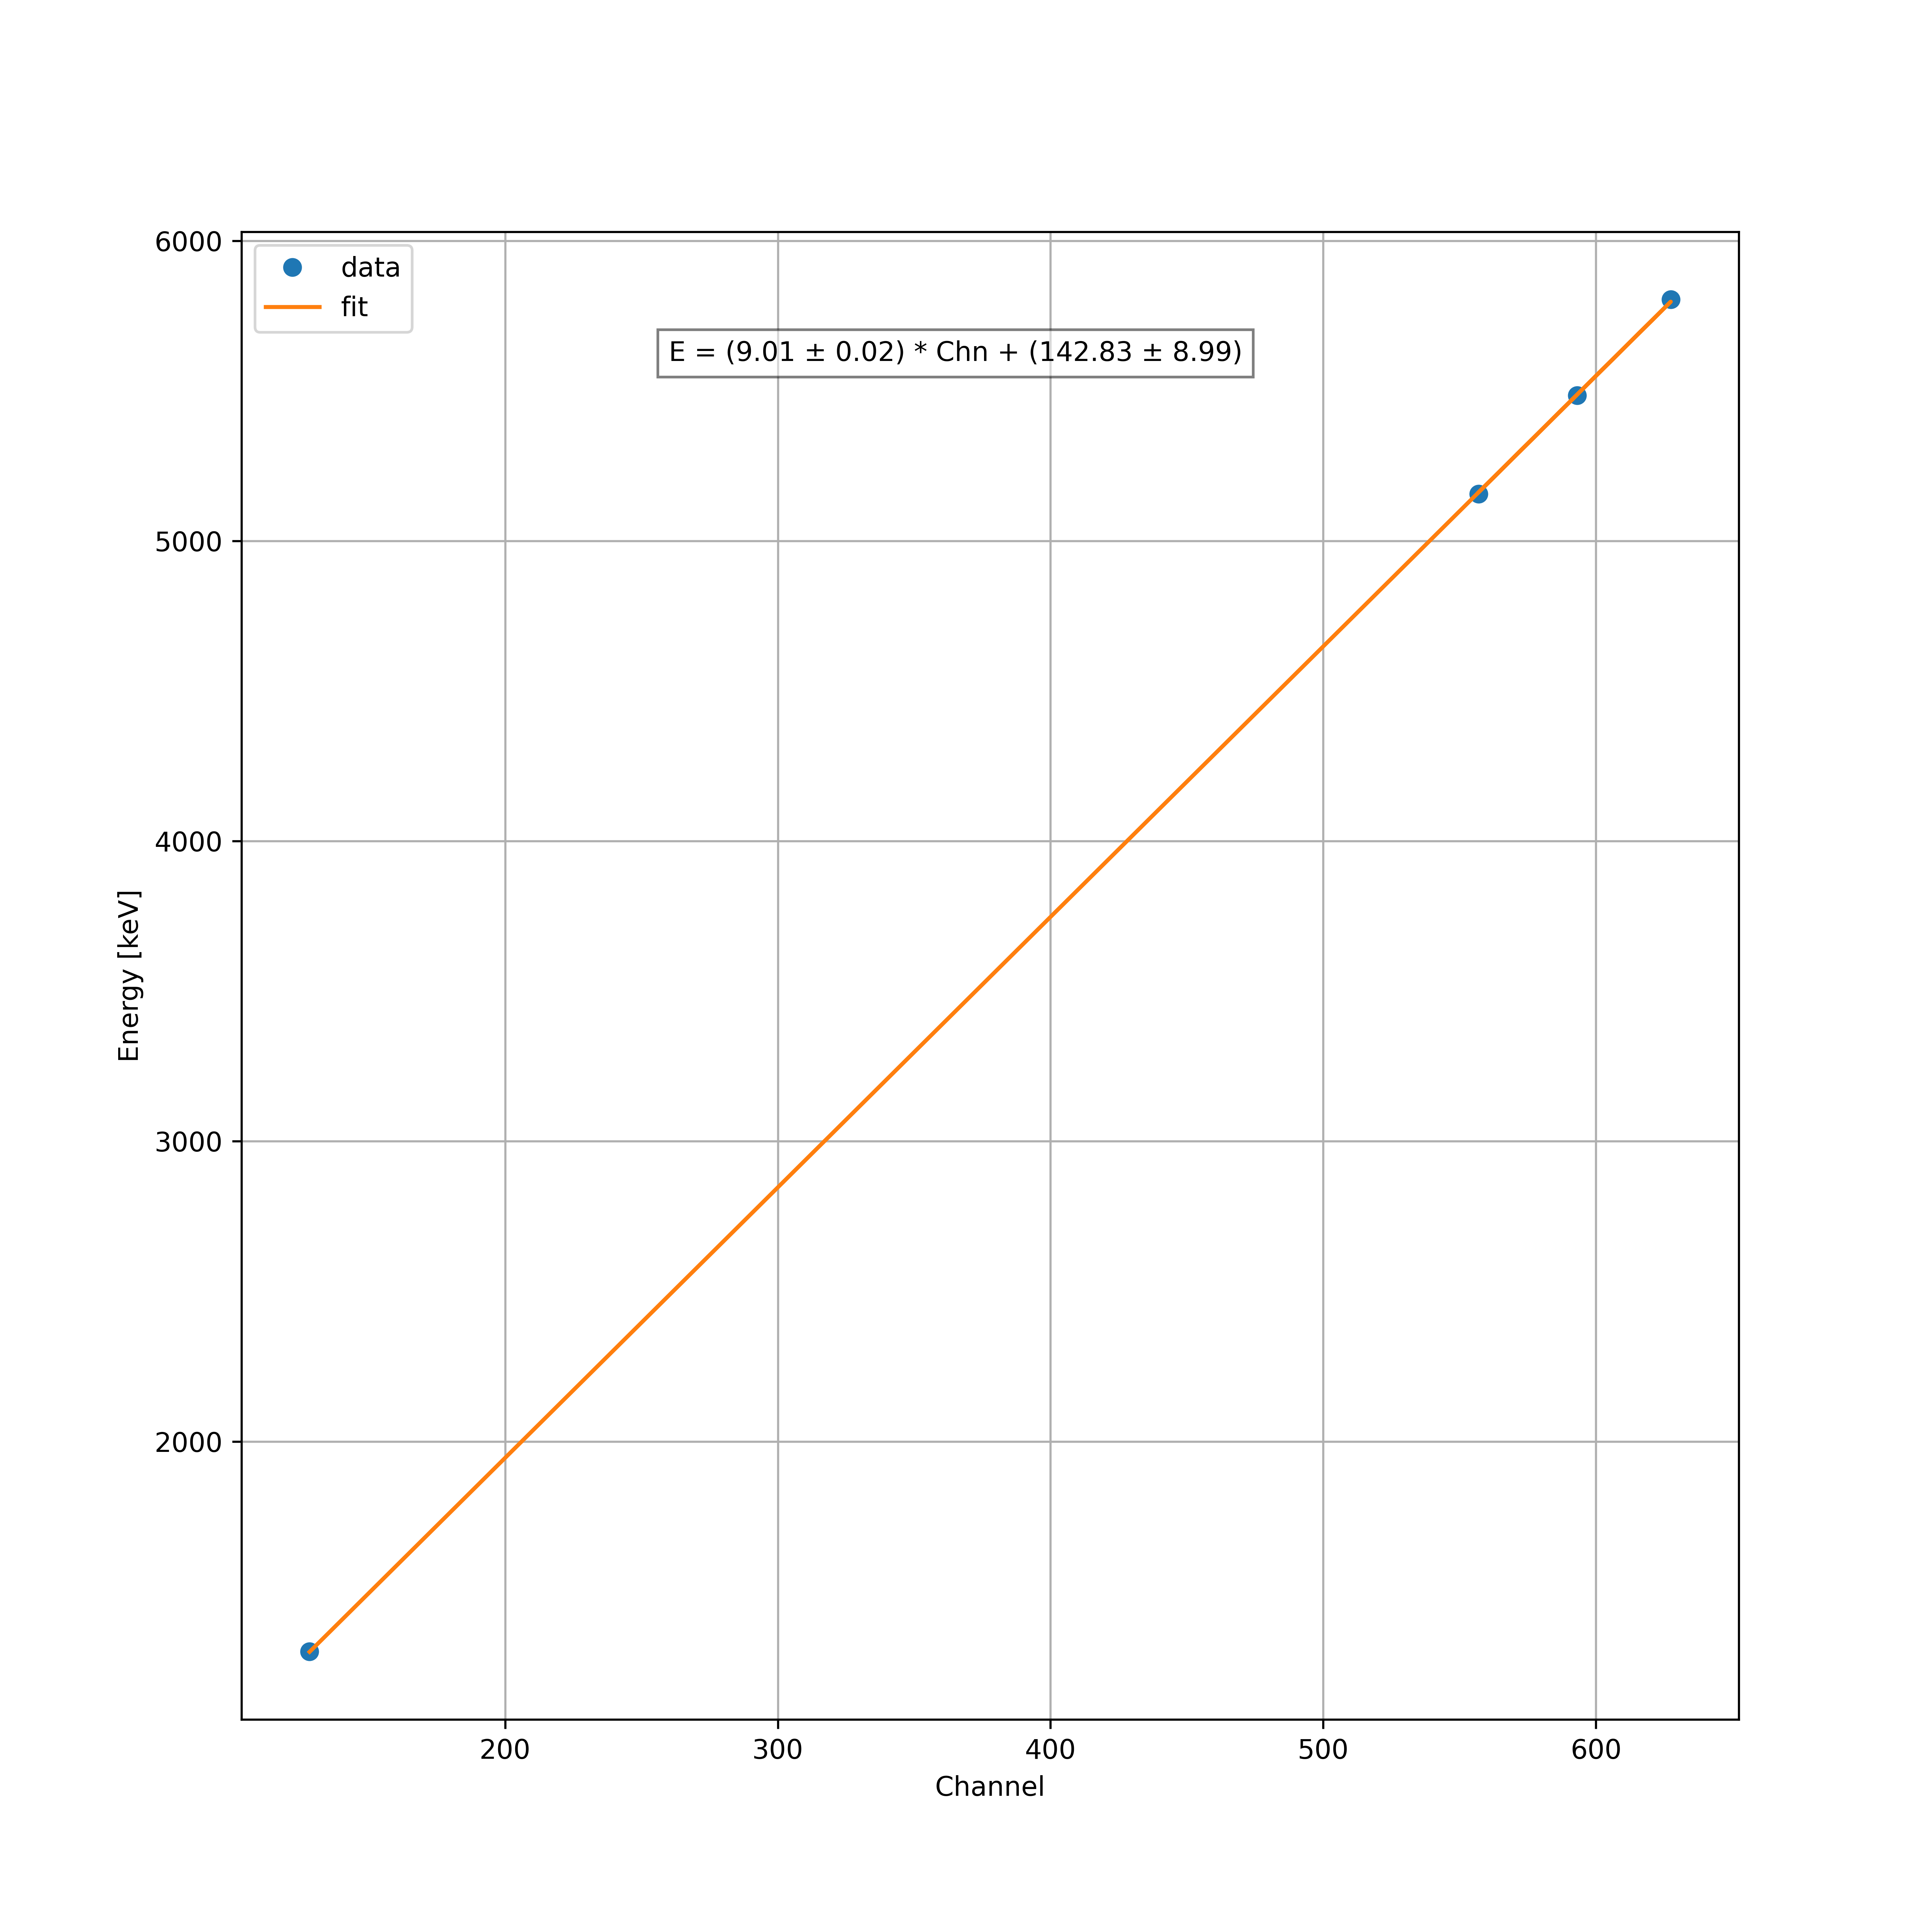 6000
5000
4000
3000
2000
Energy [keV]
data
fit
E = (9.01 ± 0.02) * Chn + (142.83 ± 8.99)
200 300 400 500 600
Channel